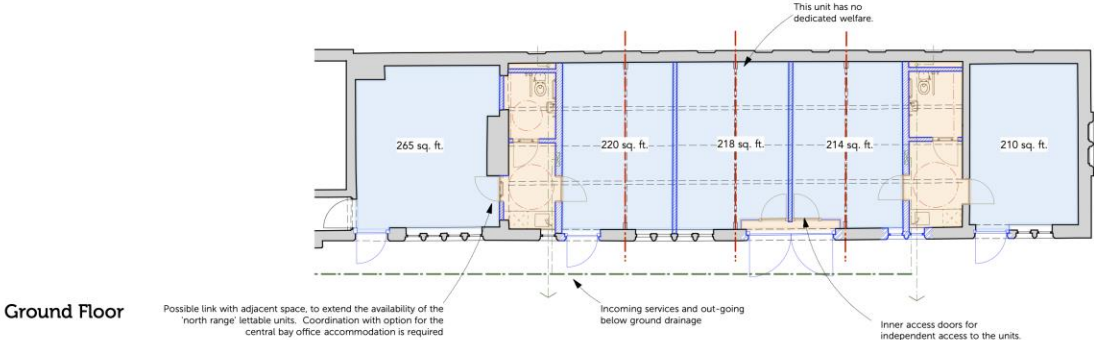 This unit has no
dedicated welfare.
265 sq. ft.
220 sq. ft.
218 sq. ft.
214 sq. ft.
210 sq. ft.
Ground Floor
Possible link with adjacent space, to extend the availability of the
'north range' lettable units. Coordination with option for the
central bay office accommodation is required
Incoming services and out-going
below ground drainage
Inner access doors for
independent access to the units.